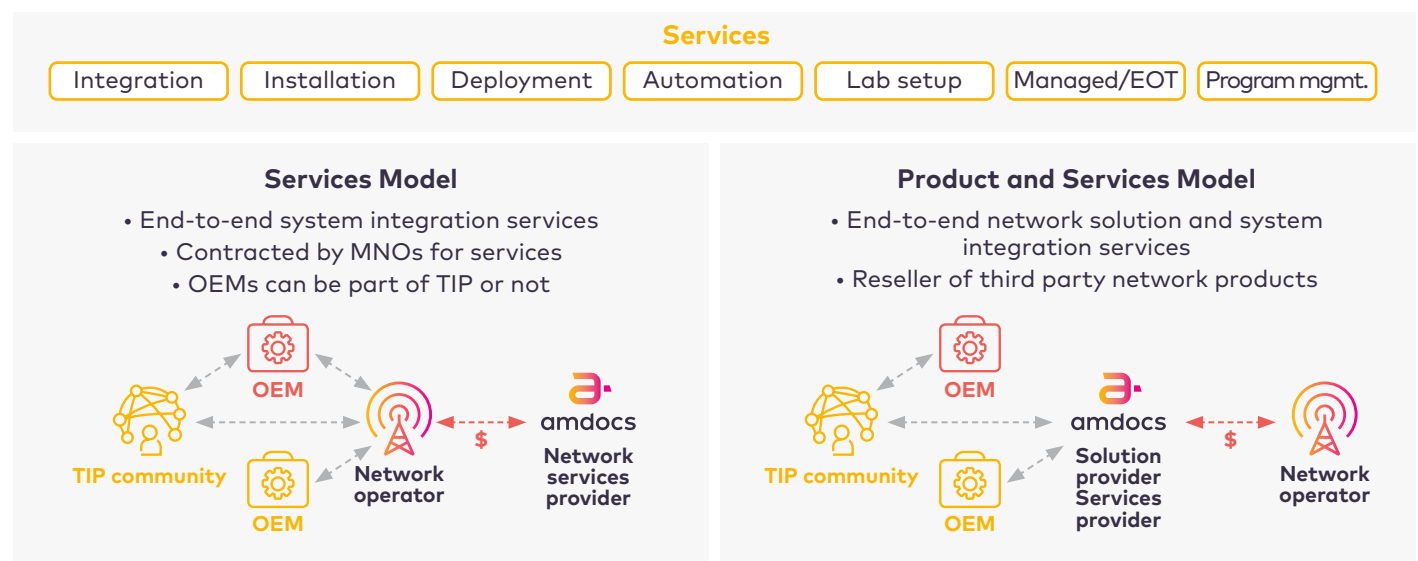 Services
Integration
Installation
Deployment
Automation
Lab setup
Managed/EOT
Program mgmt.
Services Model
• End-to-end system integration services
• Contracted by MNOs for services
• OEMs can be part of TIP or not
OEM
TIP community
OEM
Network
operator
$
amdocs
Network
services
provider
Product and Services Model
• End-to-end network solution and system
integration services
• Reseller of third party network products
OEM
TIP community
OEM
amdocs
Solution
provider
Services
provider
$
Network
operator